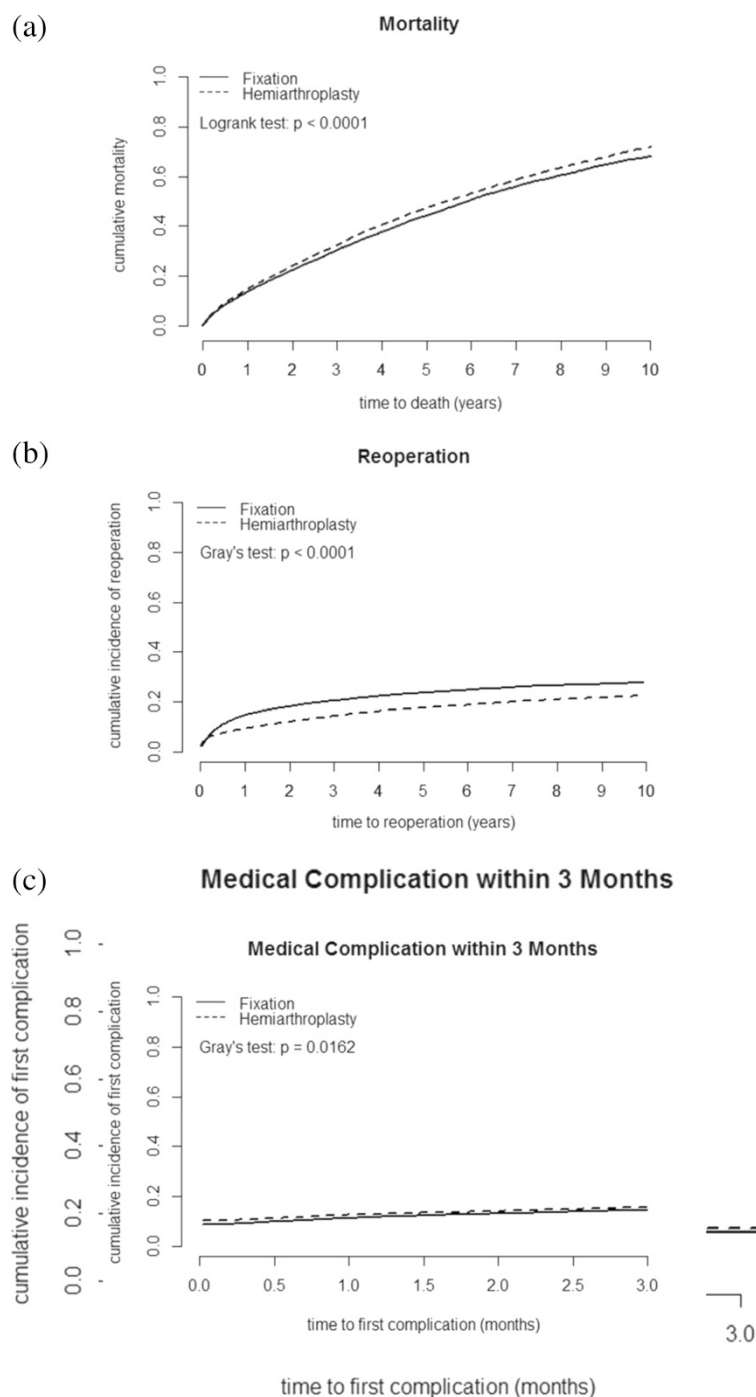 (a)
Mortality
cumulative mortality
1.0
0.8
0.6
0.4
0.2
0.0
Fixation
Hemiarthroplasty
Logrank test: p < 0.0001
0 1 2 3 4 5 6 7 8 9 10
time to death (years)
(b)
Reoperation
cumulative incidence of reoperation
1.0
0.8
0.6
0.4
0.2
0.0
Fixation
Hemiarthroplasty
Gray's test: p < 0.0001
0 1 2 3 4 5 6 7 8 9 10
time to reoperation (years)
(c)
Medical Complication within 3 Months
cumulative incidence of first complication
1.0
0.8
0.6
0.4
0.2
0.0
Medical Complication within 3 Months
cumulative incidence of first complication
1.0
0.8
0.6
0.4
0.2
0.0
Fixation
Hemiarthroplasty
Gray's test: p = 0.0162
0.0 0.5 1.0 1.5 2.0 2.5 3.0
time to first complication (months)
3.0
time to first complication (months)